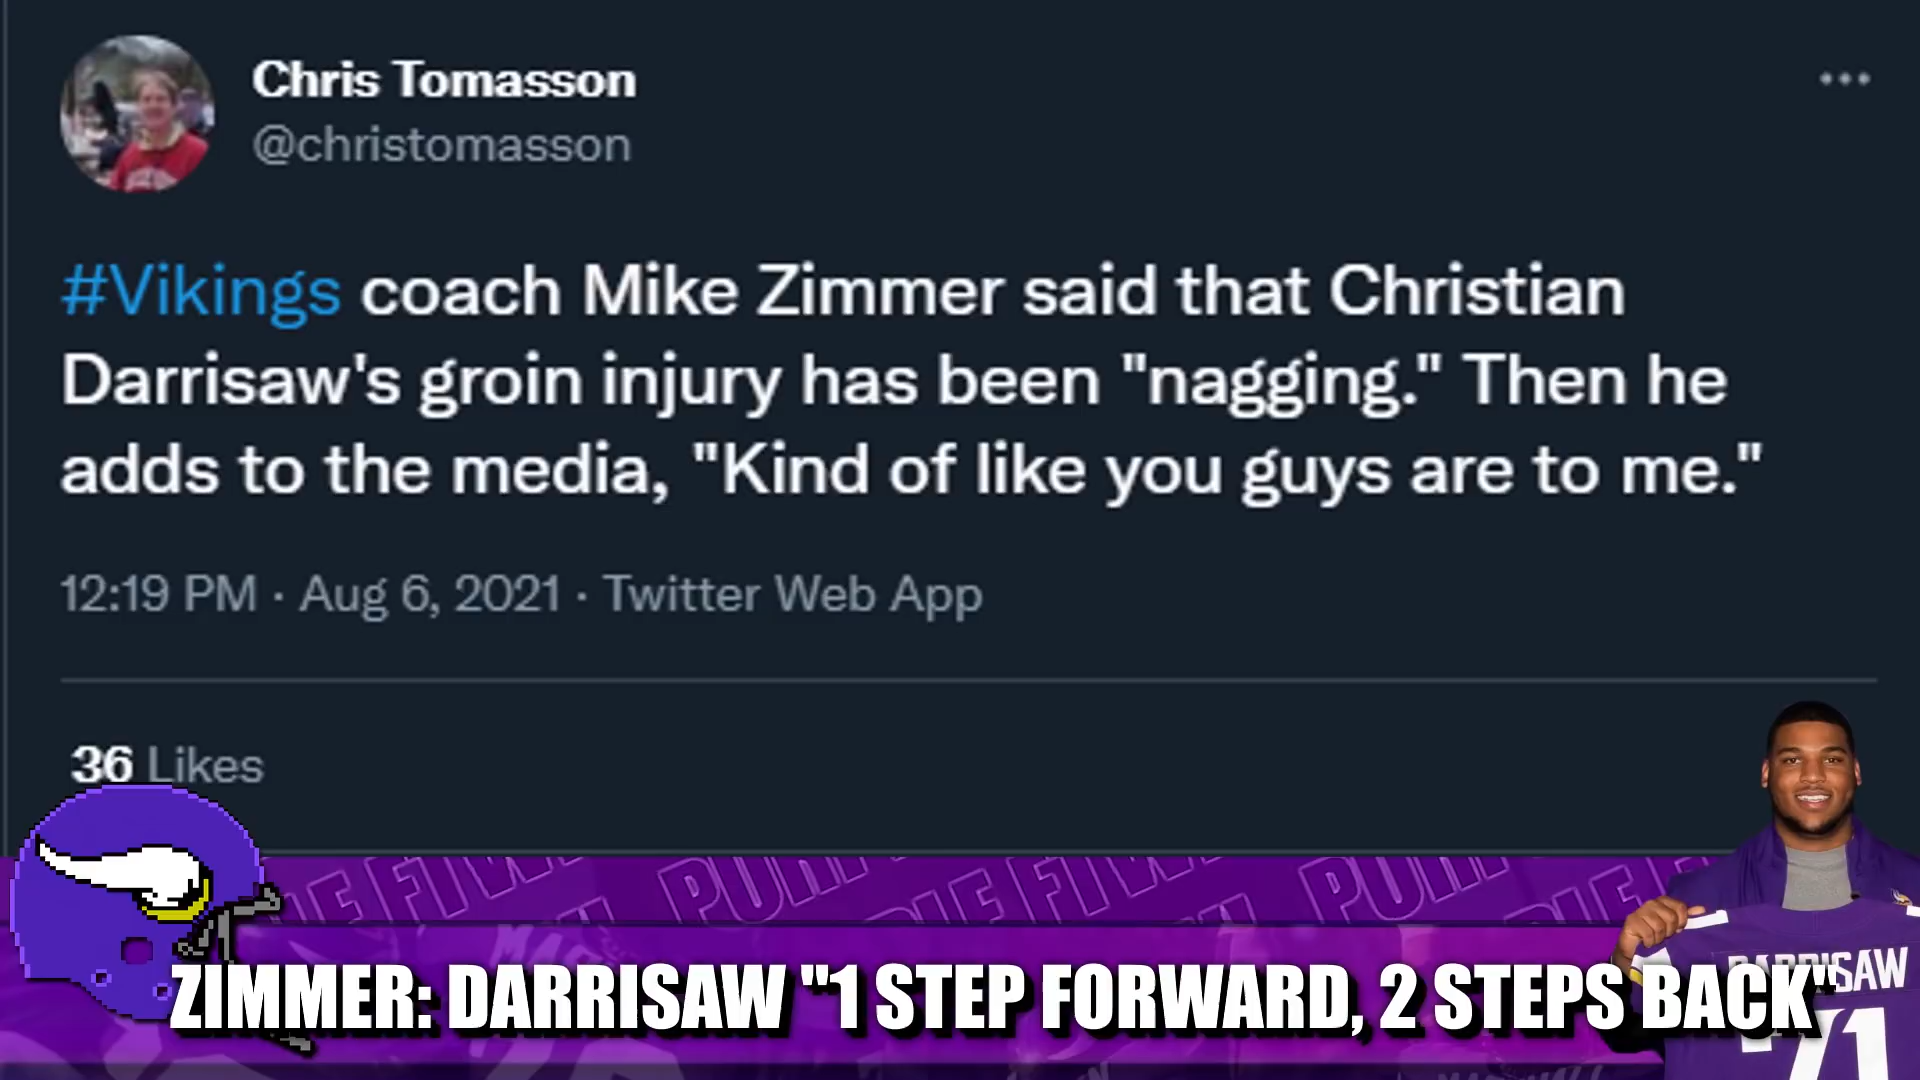 Chris Tomasson
@christomasson
#Vikings coach Mike Zimmer said that Christian
Darrisaw's groin injury has been "nagging." Then he
adds to the media, "Kind of like you guys are to me."
12:19 PM · Aug 6, 2021 · Twitter Web App
36 Likes
ZIMMER: DARRISAW "1 STEP FORWARD, 2 STEPS BACK"
DARRISAW
71